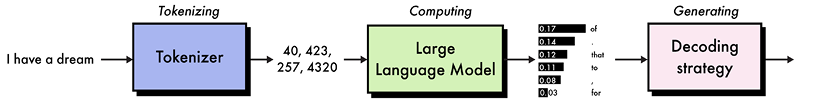 Tokenizing
Computing
Generating
I have a dream
Tokenizer
40, 423,
257, 4320
Large
Language Model
0.17 of
0.14 .
0.12 that
0.11 to
0.08 ,
0.03 for
Decoding
strategy